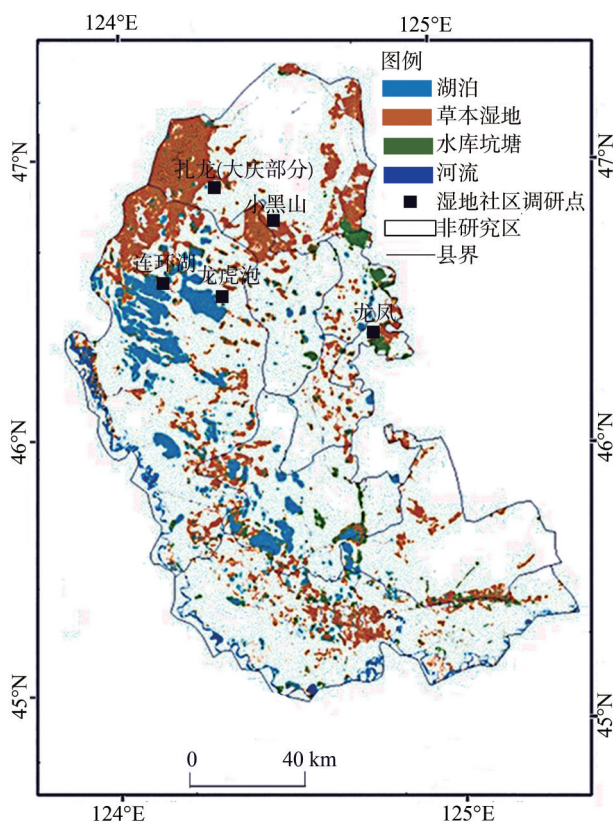 124°E
125°E
图例
湖泊
草本湿地
水库坑塘
河流
湿地社区调研点
非研究区
县界
47°N
47°N
扎龙(大庆部分)
小黑山
连环湖
龙虎泡
龙凤
46°N
46°N
45°N
45°N
0
40 km
124°E
125°E